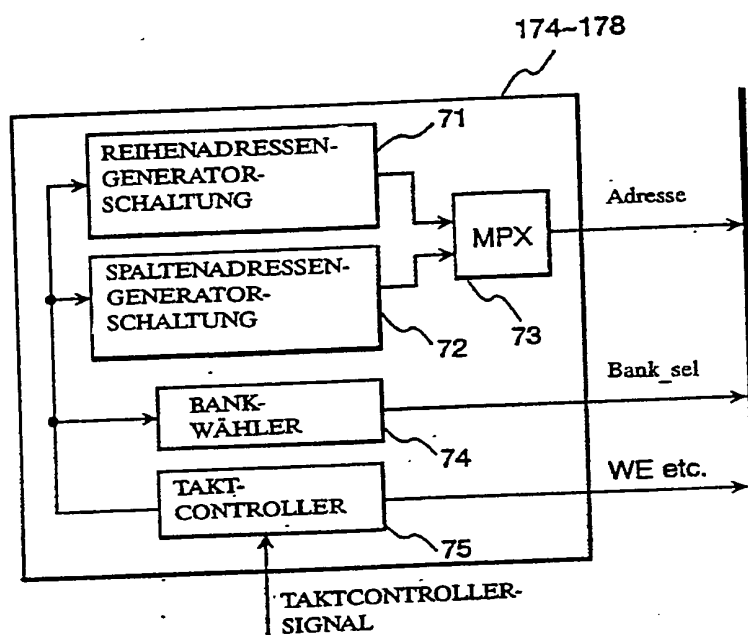 174~178
REIHENADRESSEN-
GENERATOR-
SCHALTUNG
71
MPX
73
Adresse
SPALTENADRESSEN-
GENERATOR-
SCHALTUNG
72
BANK-
WÄHLER
74
Bank_sel
TAKT-
CONTROLLER
75
WE etc.
TAKTCONTROLLER-
SIGNAL